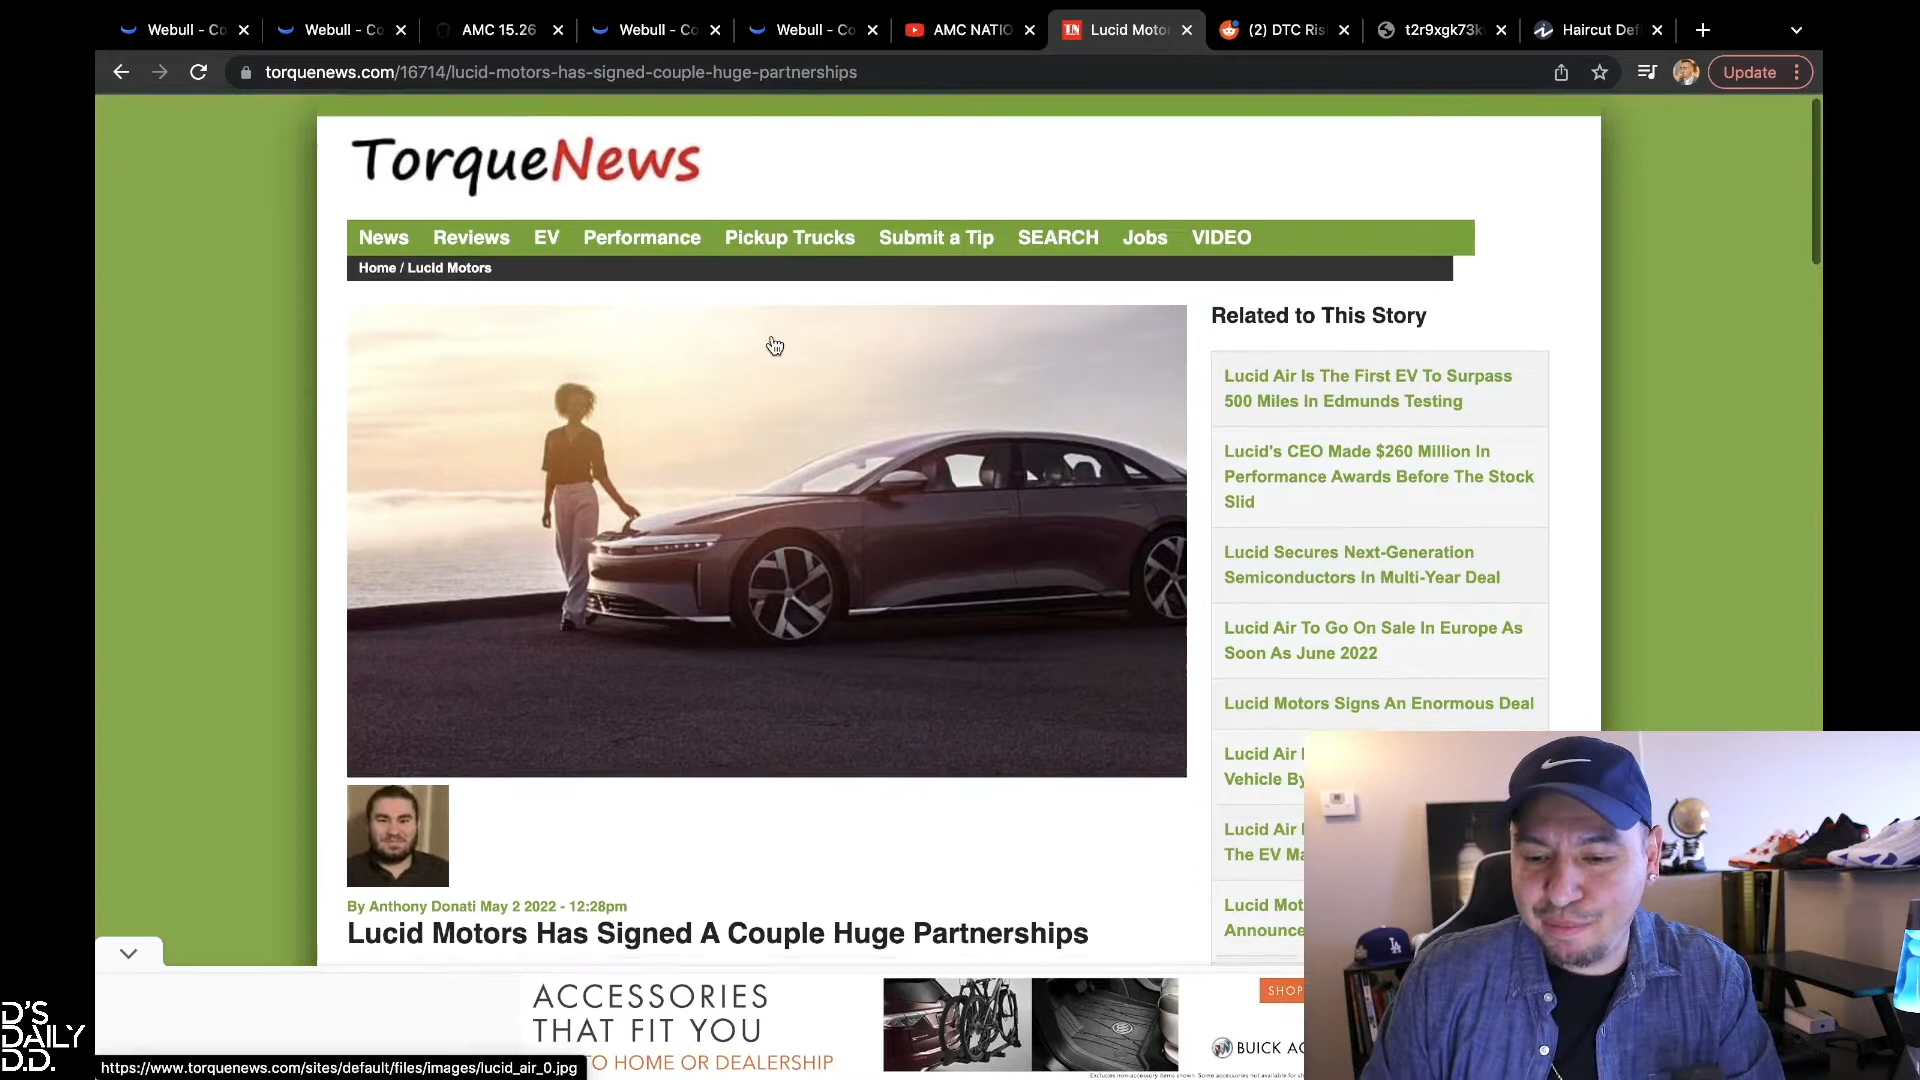 Webull - Co
Webull - Co
AMC 15.26
Webull - Co
Webull - Co
AMC NATIO
Lucid Motor
(2) DTC Ris
t2r9xgk73k
Haircut Def
torquenews.com/16714/lucid-motors-has-signed-couple-huge-partnerships
Update
TorqueNews
News Reviews EV Performance Pickup Trucks Submit a Tip SEARCH Jobs VIDEO
Home / Lucid Motors
Related to This Story
Lucid Air Is The First EV To Surpass
500 Miles In Edmunds Testing
Lucid's CEO Made $260 Million In
Performance Awards Before The Stock
Slid
Lucid Secures Next-Generation
Semiconductors In Multi-Year Deal
Lucid Air To Go On Sale In Europe As
Soon As June 2022
Lucid Motors Signs An Enormous Deal
Lucid Air
Vehicle By
Lucid Air
The EV Ma
Lucid Mot
Announce
By Anthony Donati May 2 2022 - 12:28pm
Lucid Motors Has Signed A Couple Huge Partnerships
ACCESSORIES
THAT FIT YOU
TO HOME OR DEALERSHIP
SHOP
BUICK AC
LA
D'S
DAILY
D.D.
https://www.torquenews.com/sites/default/files/images/lucid_air_0.jpg